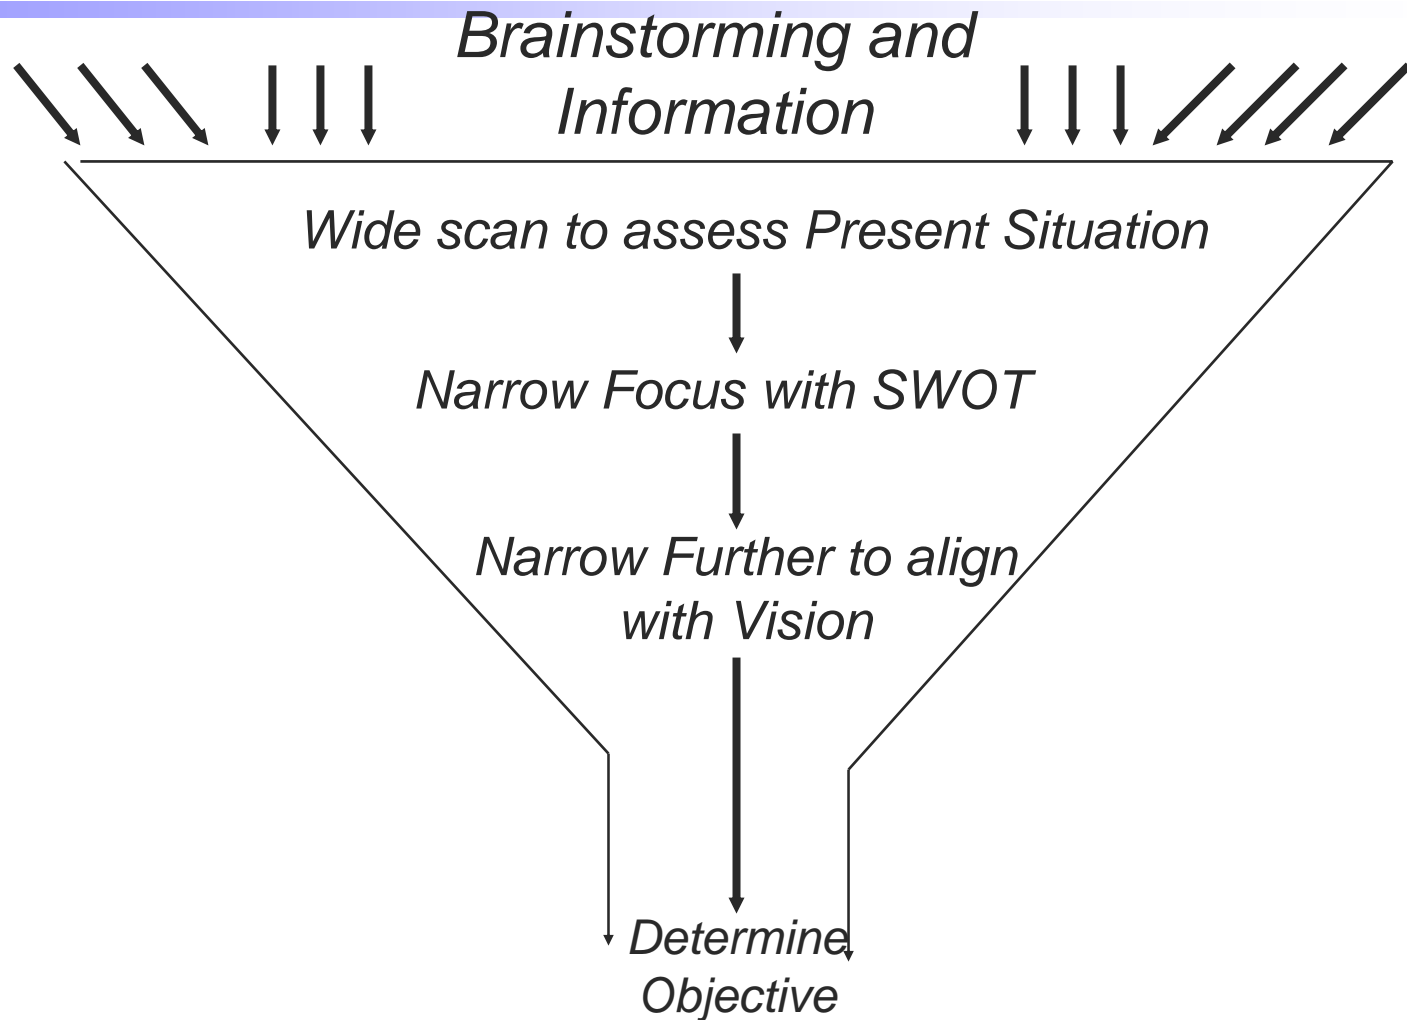 Brainstorming and
Information
Wide scan to assess Present Situation
Narrow Focus with SWOT
Narrow Further to align
with Vision
Determine
Objective